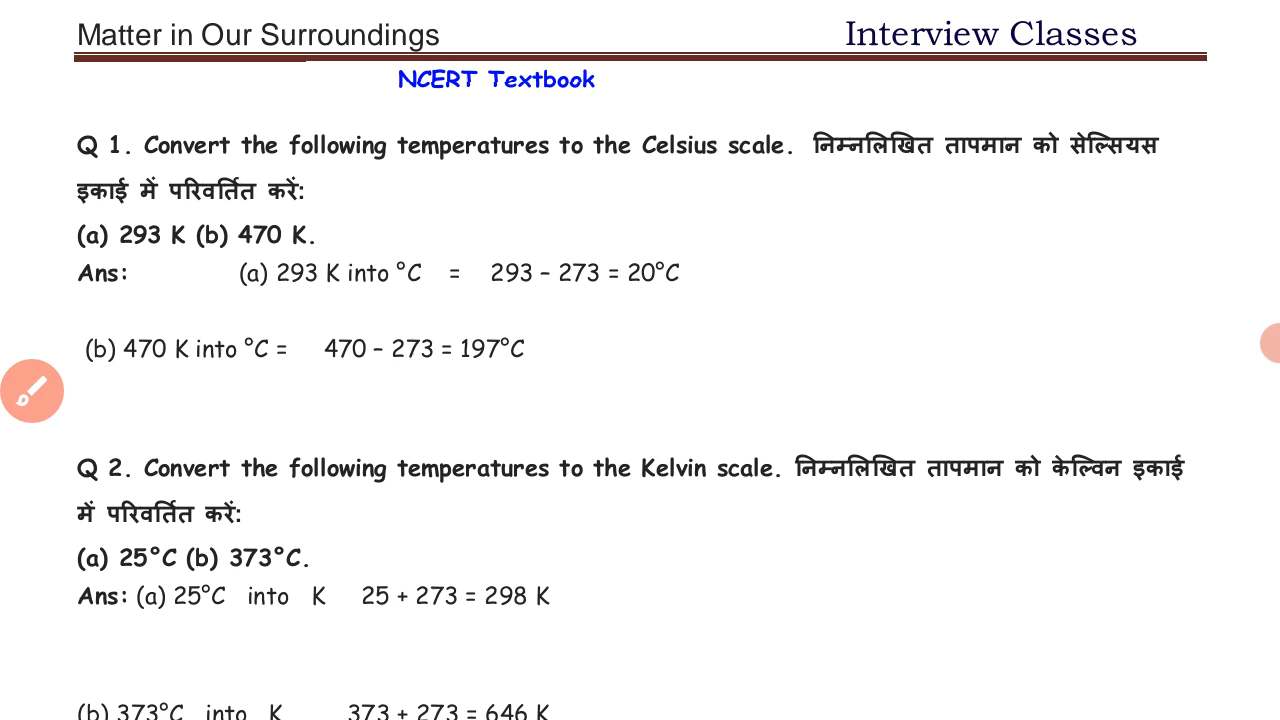 Matter in Our Surroundings Interview Classes
NCERT Textbook
Q 1. Convert the following temperatures to the Celsius scale. निम्नलिखित तापमान को सेल्सियस
इकाई में परिवर्तित करें:
(a) 293 K (b) 470 K.
Ans: (a) 293 K into °C = 293 – 273 = 20°C
(b) 470 K into °C = 470 – 273 = 197°C
Q 2. Convert the following temperatures to the Kelvin scale. निम्नलिखित तापमान को केल्विन इकाई
में परिवर्तित करें:
(a) 25°C (b) 373°C.
Ans: (a) 25°C into K 25 + 273 = 298 K
(b) 373°C into K 373 + 273 = 646 K